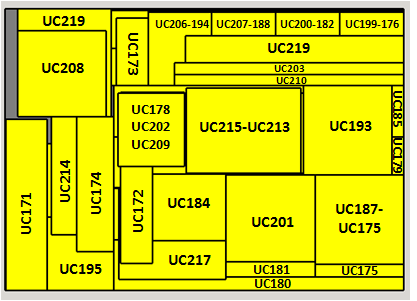 UC219
UC206-194
UC207-188
UC200-182
UC199-176
UC173
UC219
UC208
UC203
UC210
UC178
UC202
UC209
UC215-UC213
UC193
UC185
UC179
UC171
UC214
UC174
UC172
UC184
UC201
UC187-
UC175
UC217
UC195
UC181
UC175
UC180